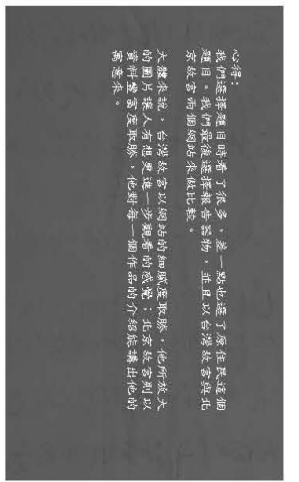 心得：
我們選擇題目時看了很多，差一點也選了原住民這個
題目。我們最後選擇報告器物，並且以台灣故宮與北
京故宮兩個網站來做比較。
大體來說，台灣故宮以網站的細膩度取勝，他所放大
的圖片讓人有想更進一步觀看的感覺；北京故宮則以
資料豐富度取勝，他對每一個作品的介紹能講出他的
寓意來。